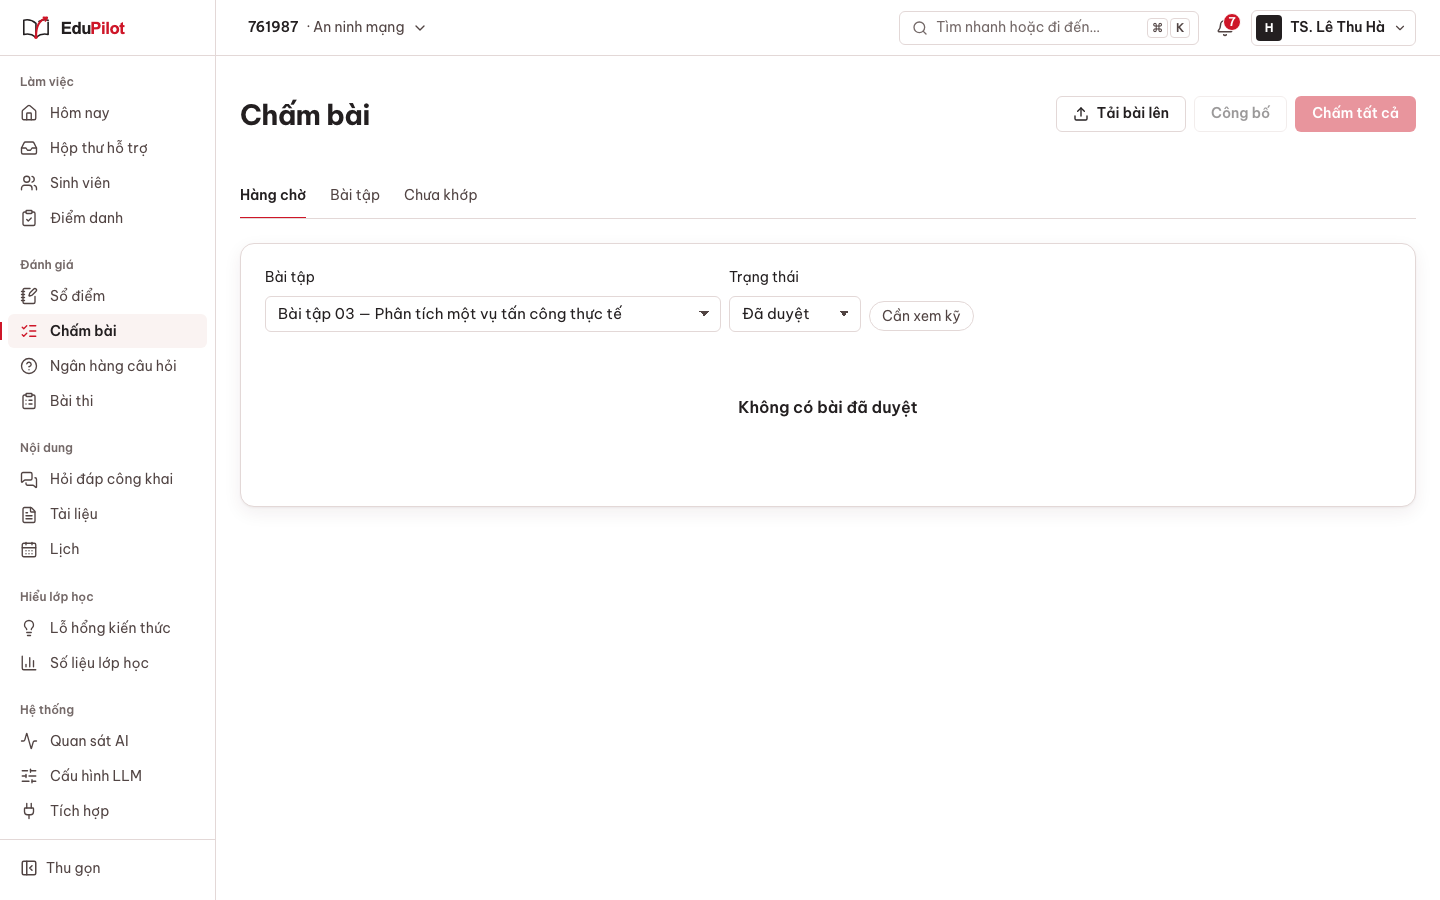 EduPilot
761987 · An ninh mạng
Tìm nhanh hoặc đi đến...
⌘ K
7
H
TS. Lê Thu Hà
Làm việc
Hôm nay
Hộp thư hỗ trợ
Sinh viên
Điểm danh
Đánh giá
Sổ điểm
Chấm bài
Ngân hàng câu hỏi
Bài thi
Nội dung
Hỏi đáp công khai
Tài liệu
Lịch
Hiểu lớp học
Lỗ hổng kiến thức
Số liệu lớp học
Hệ thống
Quan sát AI
Cấu hình LLM
Tích hợp
Thu gọn
Chấm bài
Tải bài lên
Công bố
Chấm tất cả
Hàng chờ
Bài tập
Chưa khớp
Bài tập
Trạng thái
Bài tập 03 — Phân tích một vụ tấn công thực tế
Đã duyệt
Cần xem kỹ
Không có bài đã duyệt